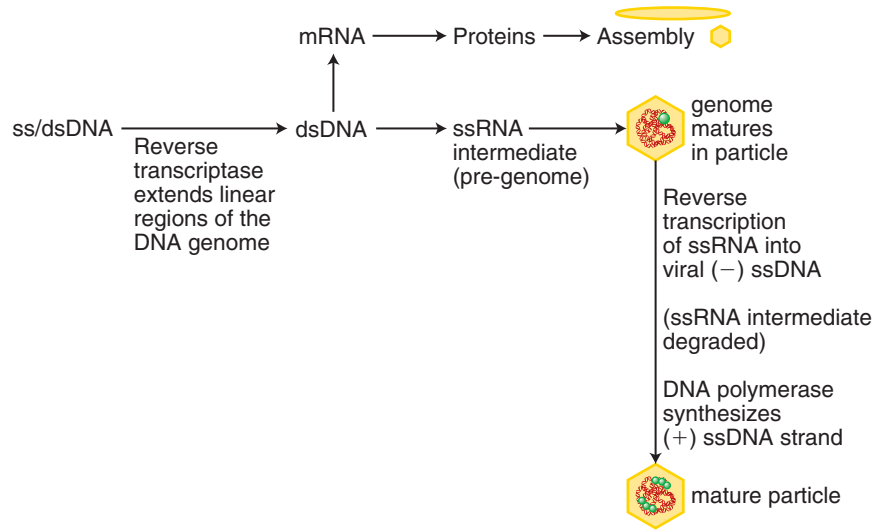 mRNA
Proteins
Assembly
ss/dsDNA
Reverse
transcriptase
extends linear
regions of the
DNA genome
dsDNA
ssRNA
intermediate
(pre-genome)
genome
matures
in particle
Reverse
transcription
of ssRNA into
viral (−) ssDNA
(ssRNA intermediate
degraded)
DNA polymerase
synthesizes
(+) ssDNA strand
mature particle